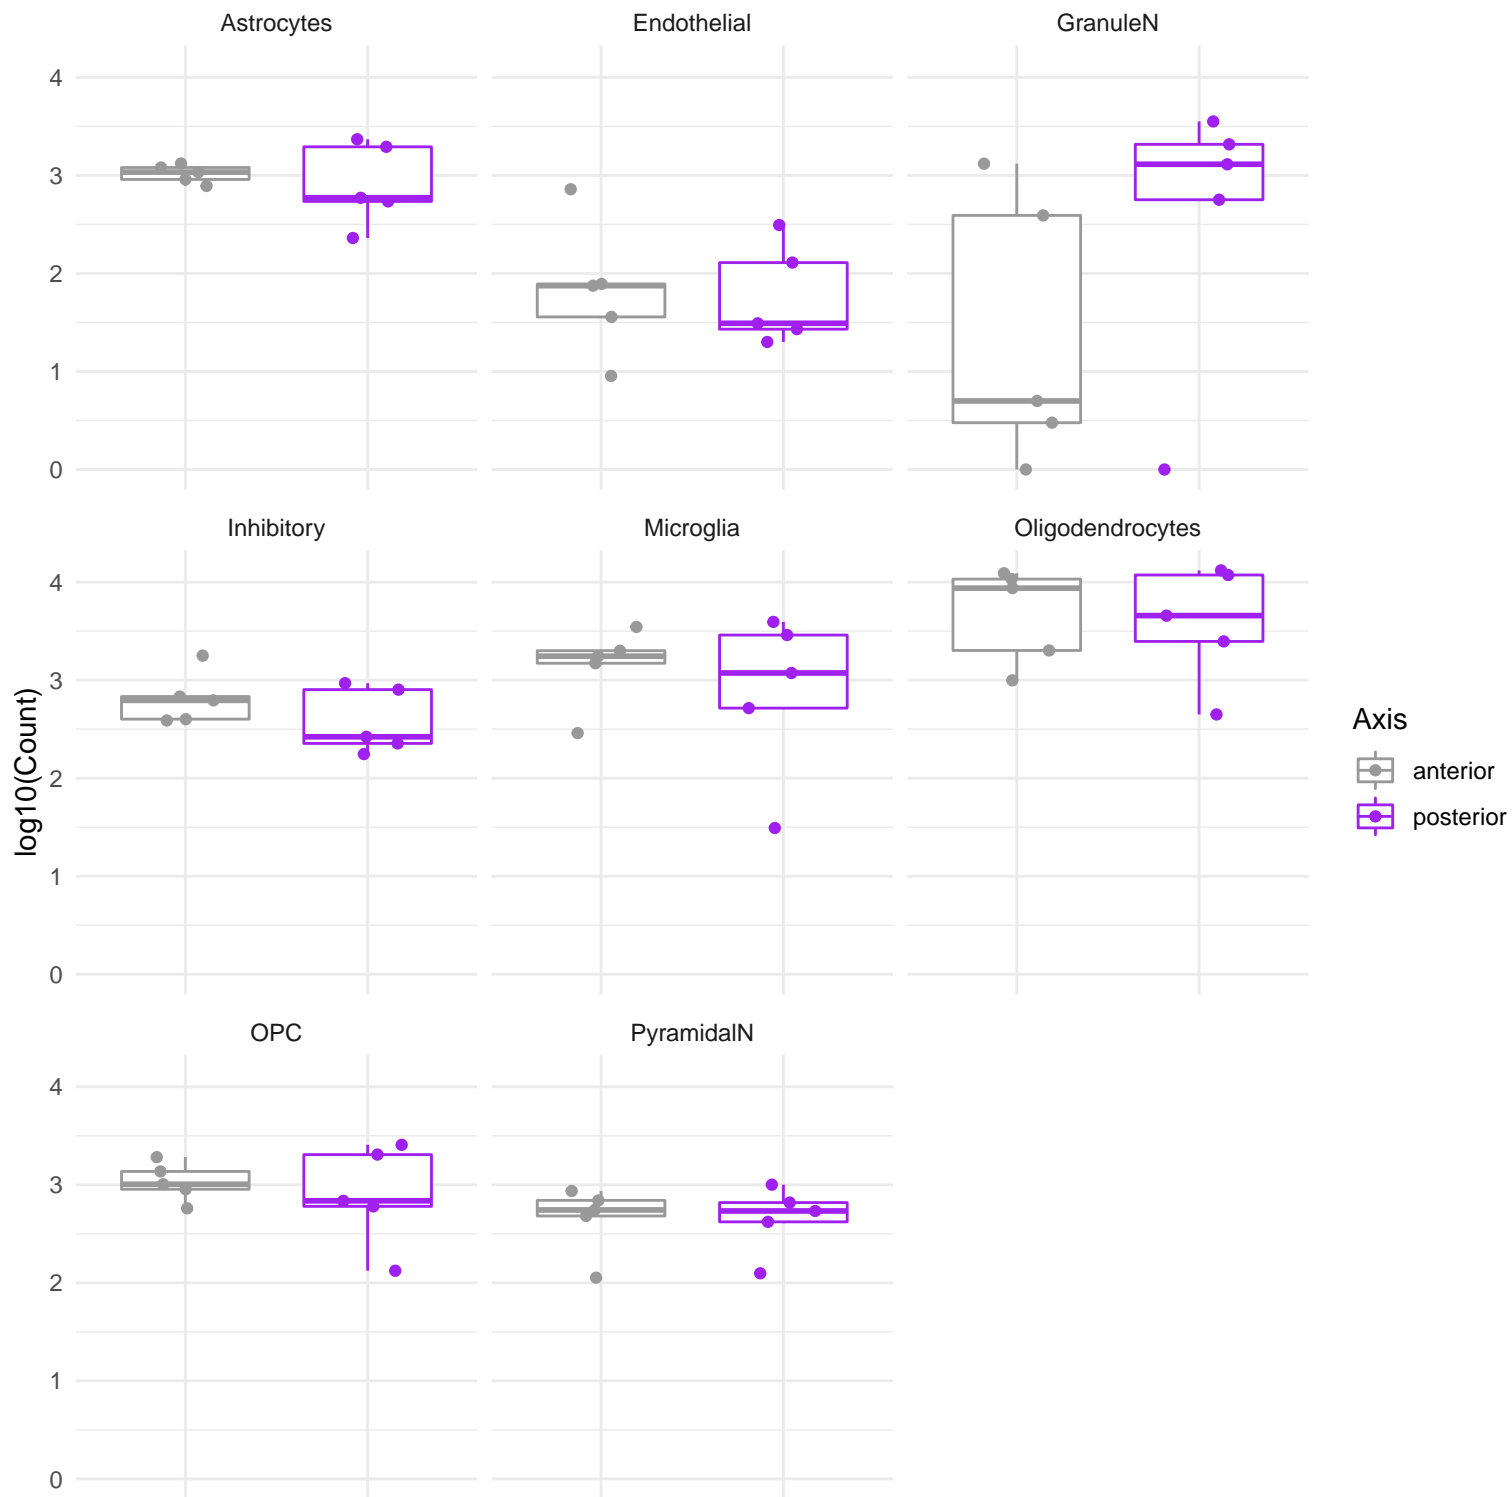 Astrocytes
Endothelial
GranuleN
4
3
2
1
0
Inhibitory
Microglia
Oligodendrocytes
4
3
2
1
0
OPC
PyramidalN
4
3
2
1
0
log10(Count)
Axis
anterior
posterior